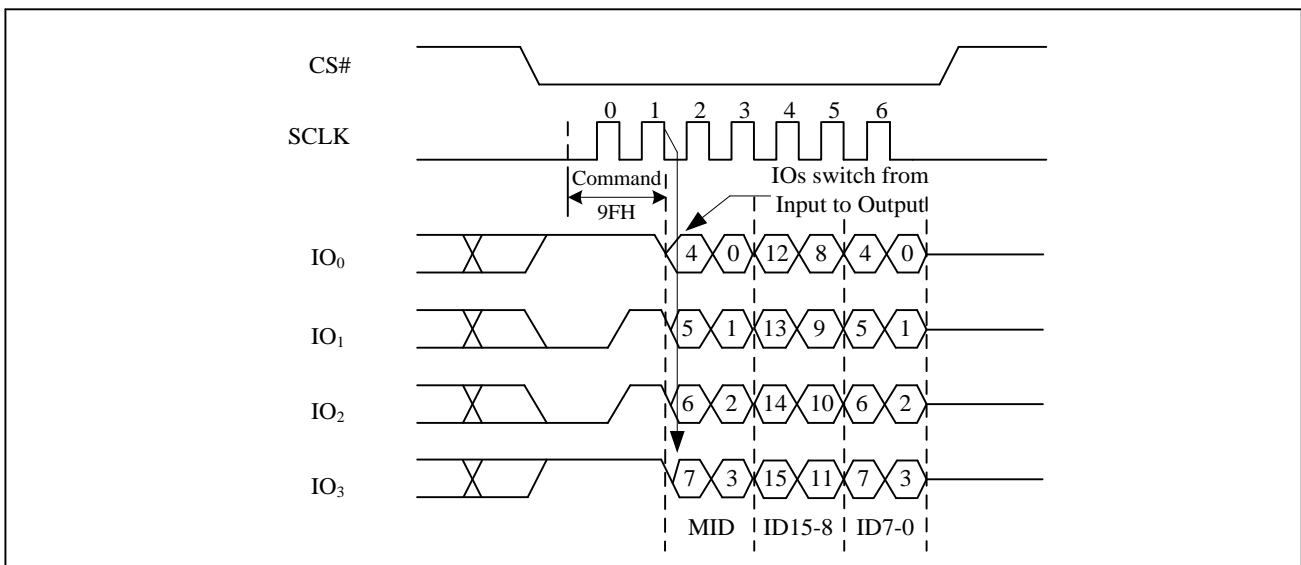 CS#
0 1 2 3 4 5 6
SCLK
Command
9FH
IOs switch from
Input to Output
IO₀
4 0 12 8 4 0
IO₁
5 1 13 9 5 1
IO₂
6 2 14 10 6 2
IO₃
7 3 15 11 7 3
MID ID15-8 ID7-0